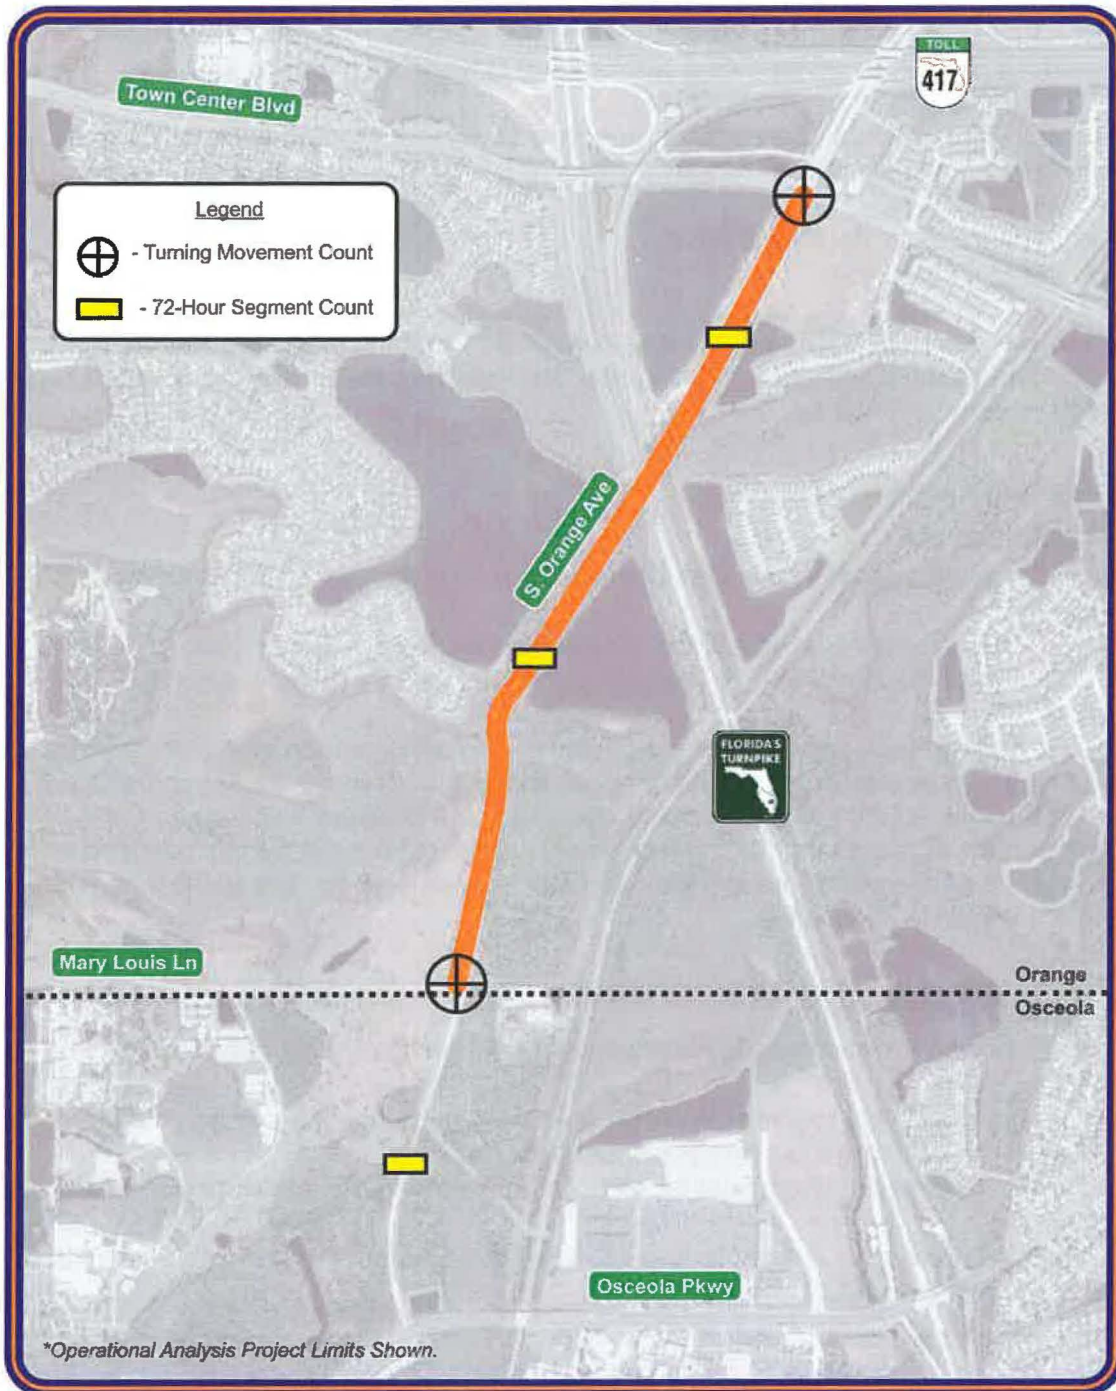 TOLL
417
Town Center Blvd
Legend
- Turning Movement Count
- 72-Hour Segment Count
S. Orange Ave
FLORIDA'S
TURNPIKE
Mary Louis Ln
Orange
Osceola
Osceola Pkwy
*Operational Analysis Project Limits Shown.